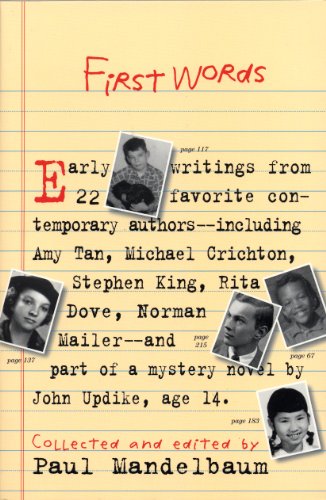 First Words
page 117
Early writings from
22 favorite con-
temporary authors--including
Amy Tan, Michael Crichton,
Stephen King, Rita
Dove, Norman
Mailer--and
page 215
page 67
page 137
part of a mystery novel by
John Updike, age 14.
page 183
Collected and edited by
Paul Mandelbaum